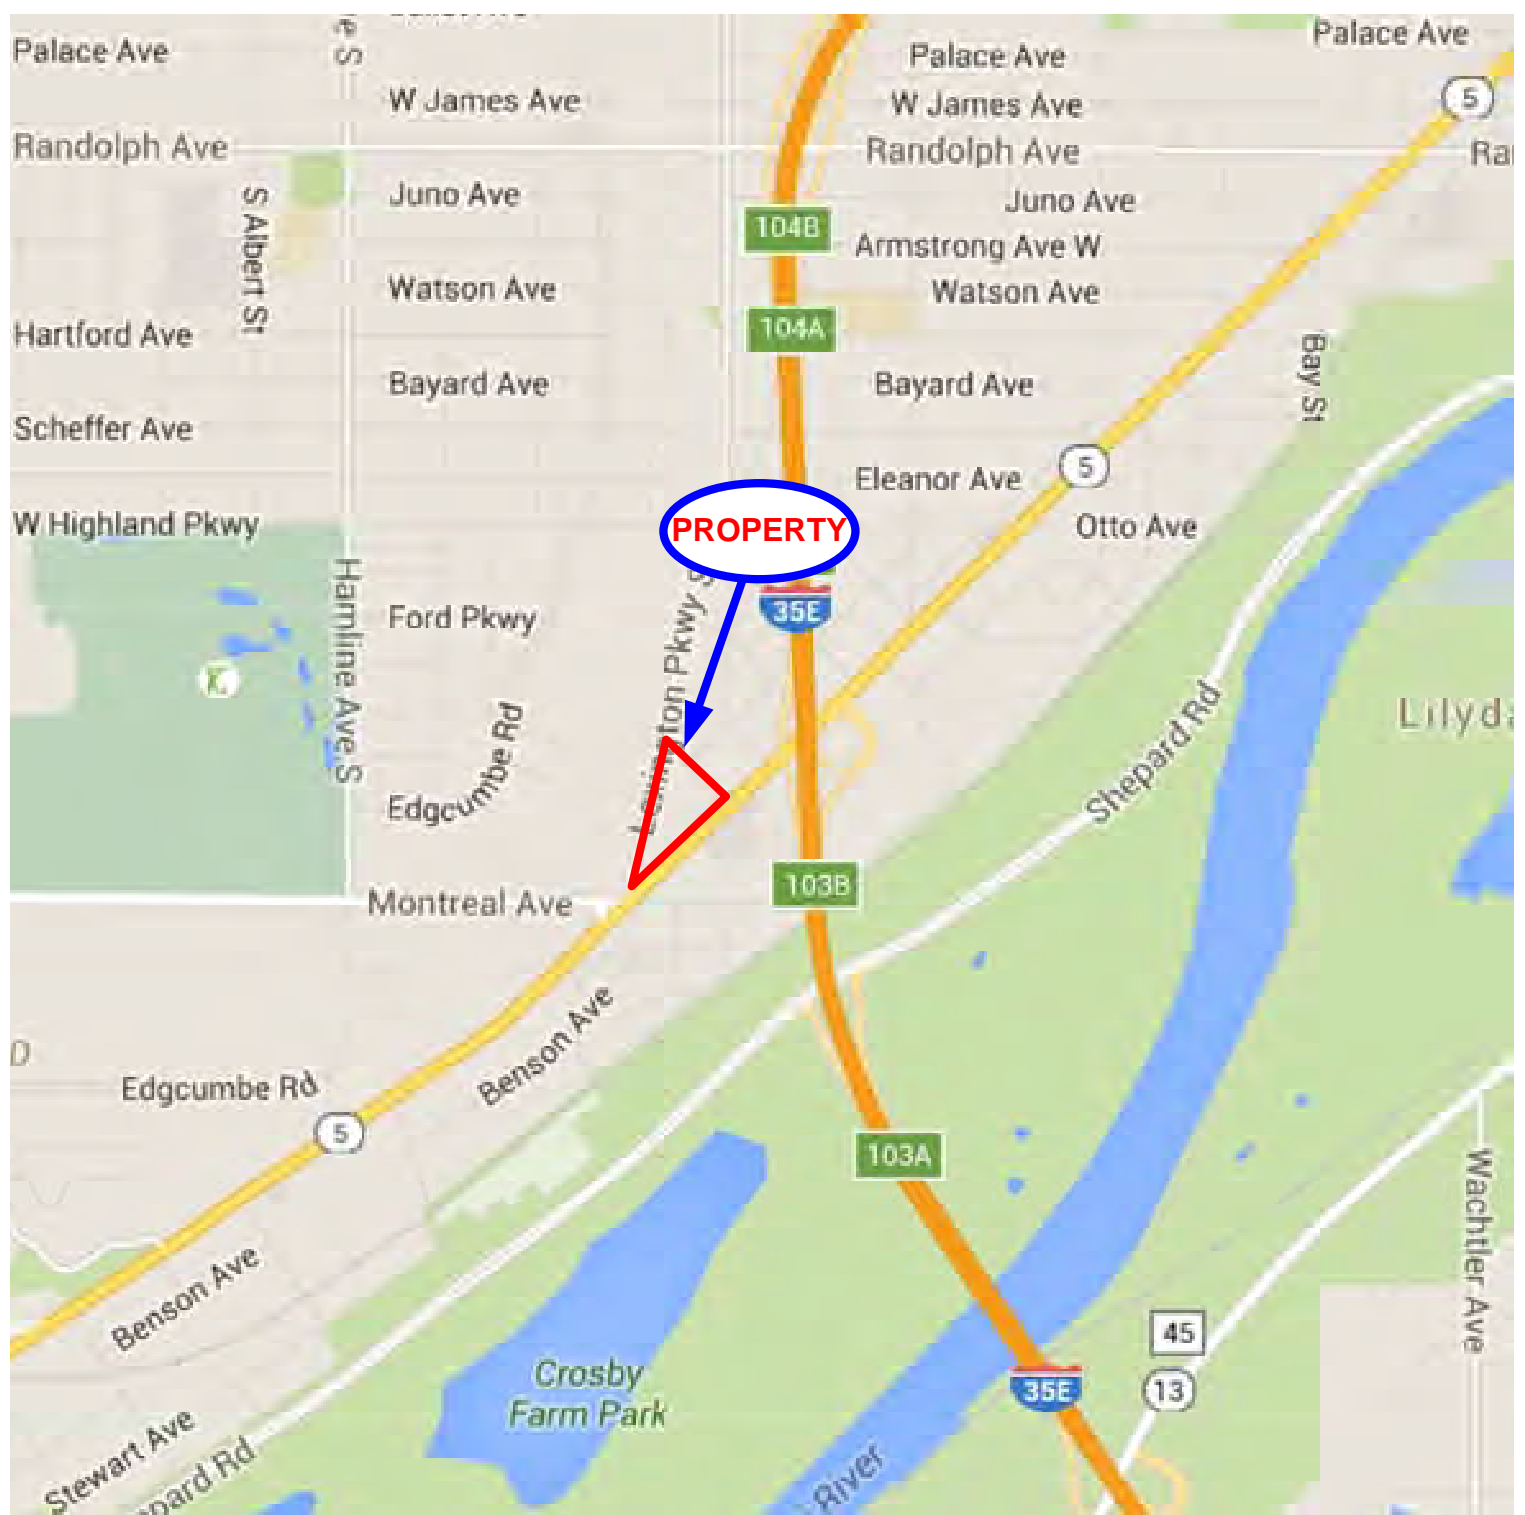 Palace Ave
Palace Ave
Palace Ave
W James Ave
W James Ave
5
Randolph Ave
Randolph Ave
Juno Ave
Juno Ave
S Albert St
104B
Armstrong Ave W
Watson Ave
Watson Ave
Hartford Ave
104A
Bay St
Bayard Ave
Bayard Ave
Scheffer Ave
5
Eleanor Ave
W Highland Pkwy
PROPERTY
Otto Ave
Hamline Ave S
Ford Pkwy
Pkwy
35E
Lilyda
Shepard Rd
Edgcumbe Rd
103B
Montreal Ave
Benson Ave
D
Edgcumbe Rd
5
103A
Wachtler Ave
Benson Ave
45
Crosby
Farm Park
35E
13
Stewart Ave
pard Rd
River